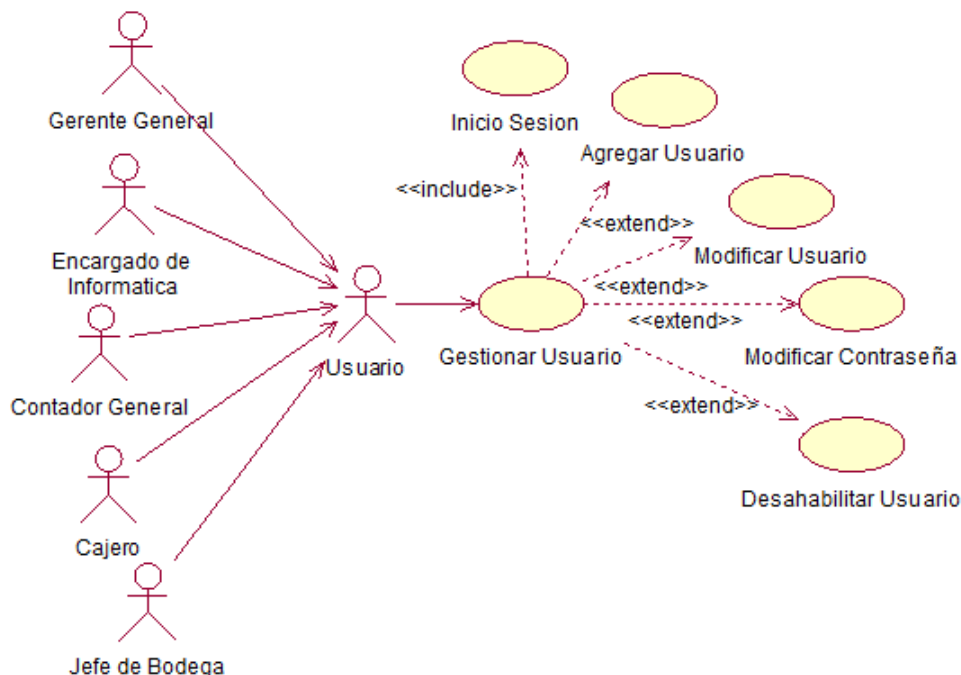 Gerente General
Encargado de
Informatica
Contador General
Cajero
Jefe de Bodega
Usuario
Gestionar Usuario
Inicio Sesion
<<include>>
Agregar Usuario
<<extend>>
Modificar Usuario
<<extend>>
Modificar Contraseña
<<extend>>
Desahabilitar Usuario
<<extend>>